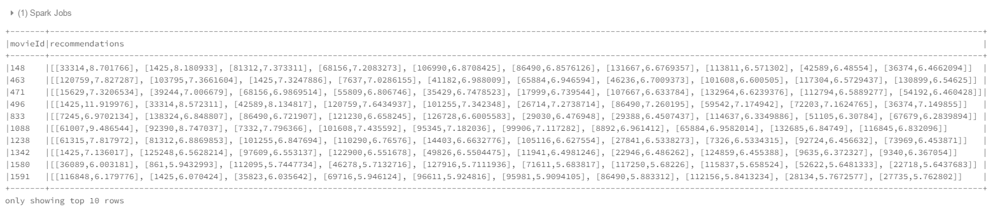 (1) Spark Jobs
+-------+--------------------------------------------------------------------------------------------------------------------------------------------------------------------------------------------------+
|movieId|recommendations |
+-------+--------------------------------------------------------------------------------------------------------------------------------------------------------------------------------------------------+
|148 |[[33314,8.701766], [1425,8.180933], [81312,7.373311], [68156,7.2083273], [106990,6.8708425], [86490,6.8576126], [131667,6.6769357], [113811,6.571302], [42589,6.48554], [36374,6.4662094]] |
|463 |[[120759,7.827287], [103795,7.3661604], [1425,7.3247886], [7637,7.0286155], [41182,6.988009], [65884,6.946594], [46236,6.7009373], [101608,6.600505], [117304,6.5729437], [130899,6.54625]] |
|471 |[[15629,7.3206534], [39244,7.006679], [68156,6.9869514], [55809,6.806746], [35429,6.7478523], [17999,6.739544], [107667,6.633784], [132964,6.6239376], [112794,6.5889277], [54192,6.460428]]|
|496 |[[1425,11.919976], [33314,8.572311], [42589,8.134817], [120759,7.6434937], [101255,7.342348], [26714,7.2738714], [86490,7.260195], [59542,7.174942], [72203,7.1624765], [36374,7.149855]] |
|833 |[[7245,6.9702134], [138324,6.848807], [86490,6.721907], [121230,6.658245], [126728,6.6005583], [29030,6.476948], [29388,6.4507437], [114637,6.3349886], [51105,6.30784], [67679,6.2839894]] |
|1088 |[[61007,9.486544], [92390,8.747037], [7332,7.796366], [101608,7.435592], [95345,7.182036], [99906,7.117282], [8892,6.961412], [65884,6.9582014], [132685,6.84749], [116845,6.832096]] |
|1238 |[[61315,7.817972], [81312,6.8869853], [101255,6.847694], [110290,6.76576], [14403,6.6632776], [105116,6.627554], [27841,6.5338273], [7326,6.5334315], [92724,6.456632], [73969,6.453871]] |
|1342 |[[1425,7.136017], [125248,6.5628214], [97609,6.553137], [122900,6.551678], [49826,6.5504475], [11941,6.4981246], [22946,6.486262], [124859,6.455388], [9635,6.372327], [9340,6.367054]] |
|1580 |[[36089,6.003181], [861,5.9432993], [112095,5.7447734], [46278,5.7132716], [127916,5.7111936], [71611,5.683817], [117250,5.68226], [115837,5.658524], [52622,5.6481333], [22718,5.6437683]] |
|1591 |[[116848,6.179776], [1425,6.070424], [35823,6.035642], [69716,5.946124], [96611,5.924816], [95981,5.9094105], [86490,5.883312], [112156,5.8413234], [28134,5.7672577], [27735,5.762802]] |
+-------+--------------------------------------------------------------------------------------------------------------------------------------------------------------------------------------------------+
only showing top 10 rows